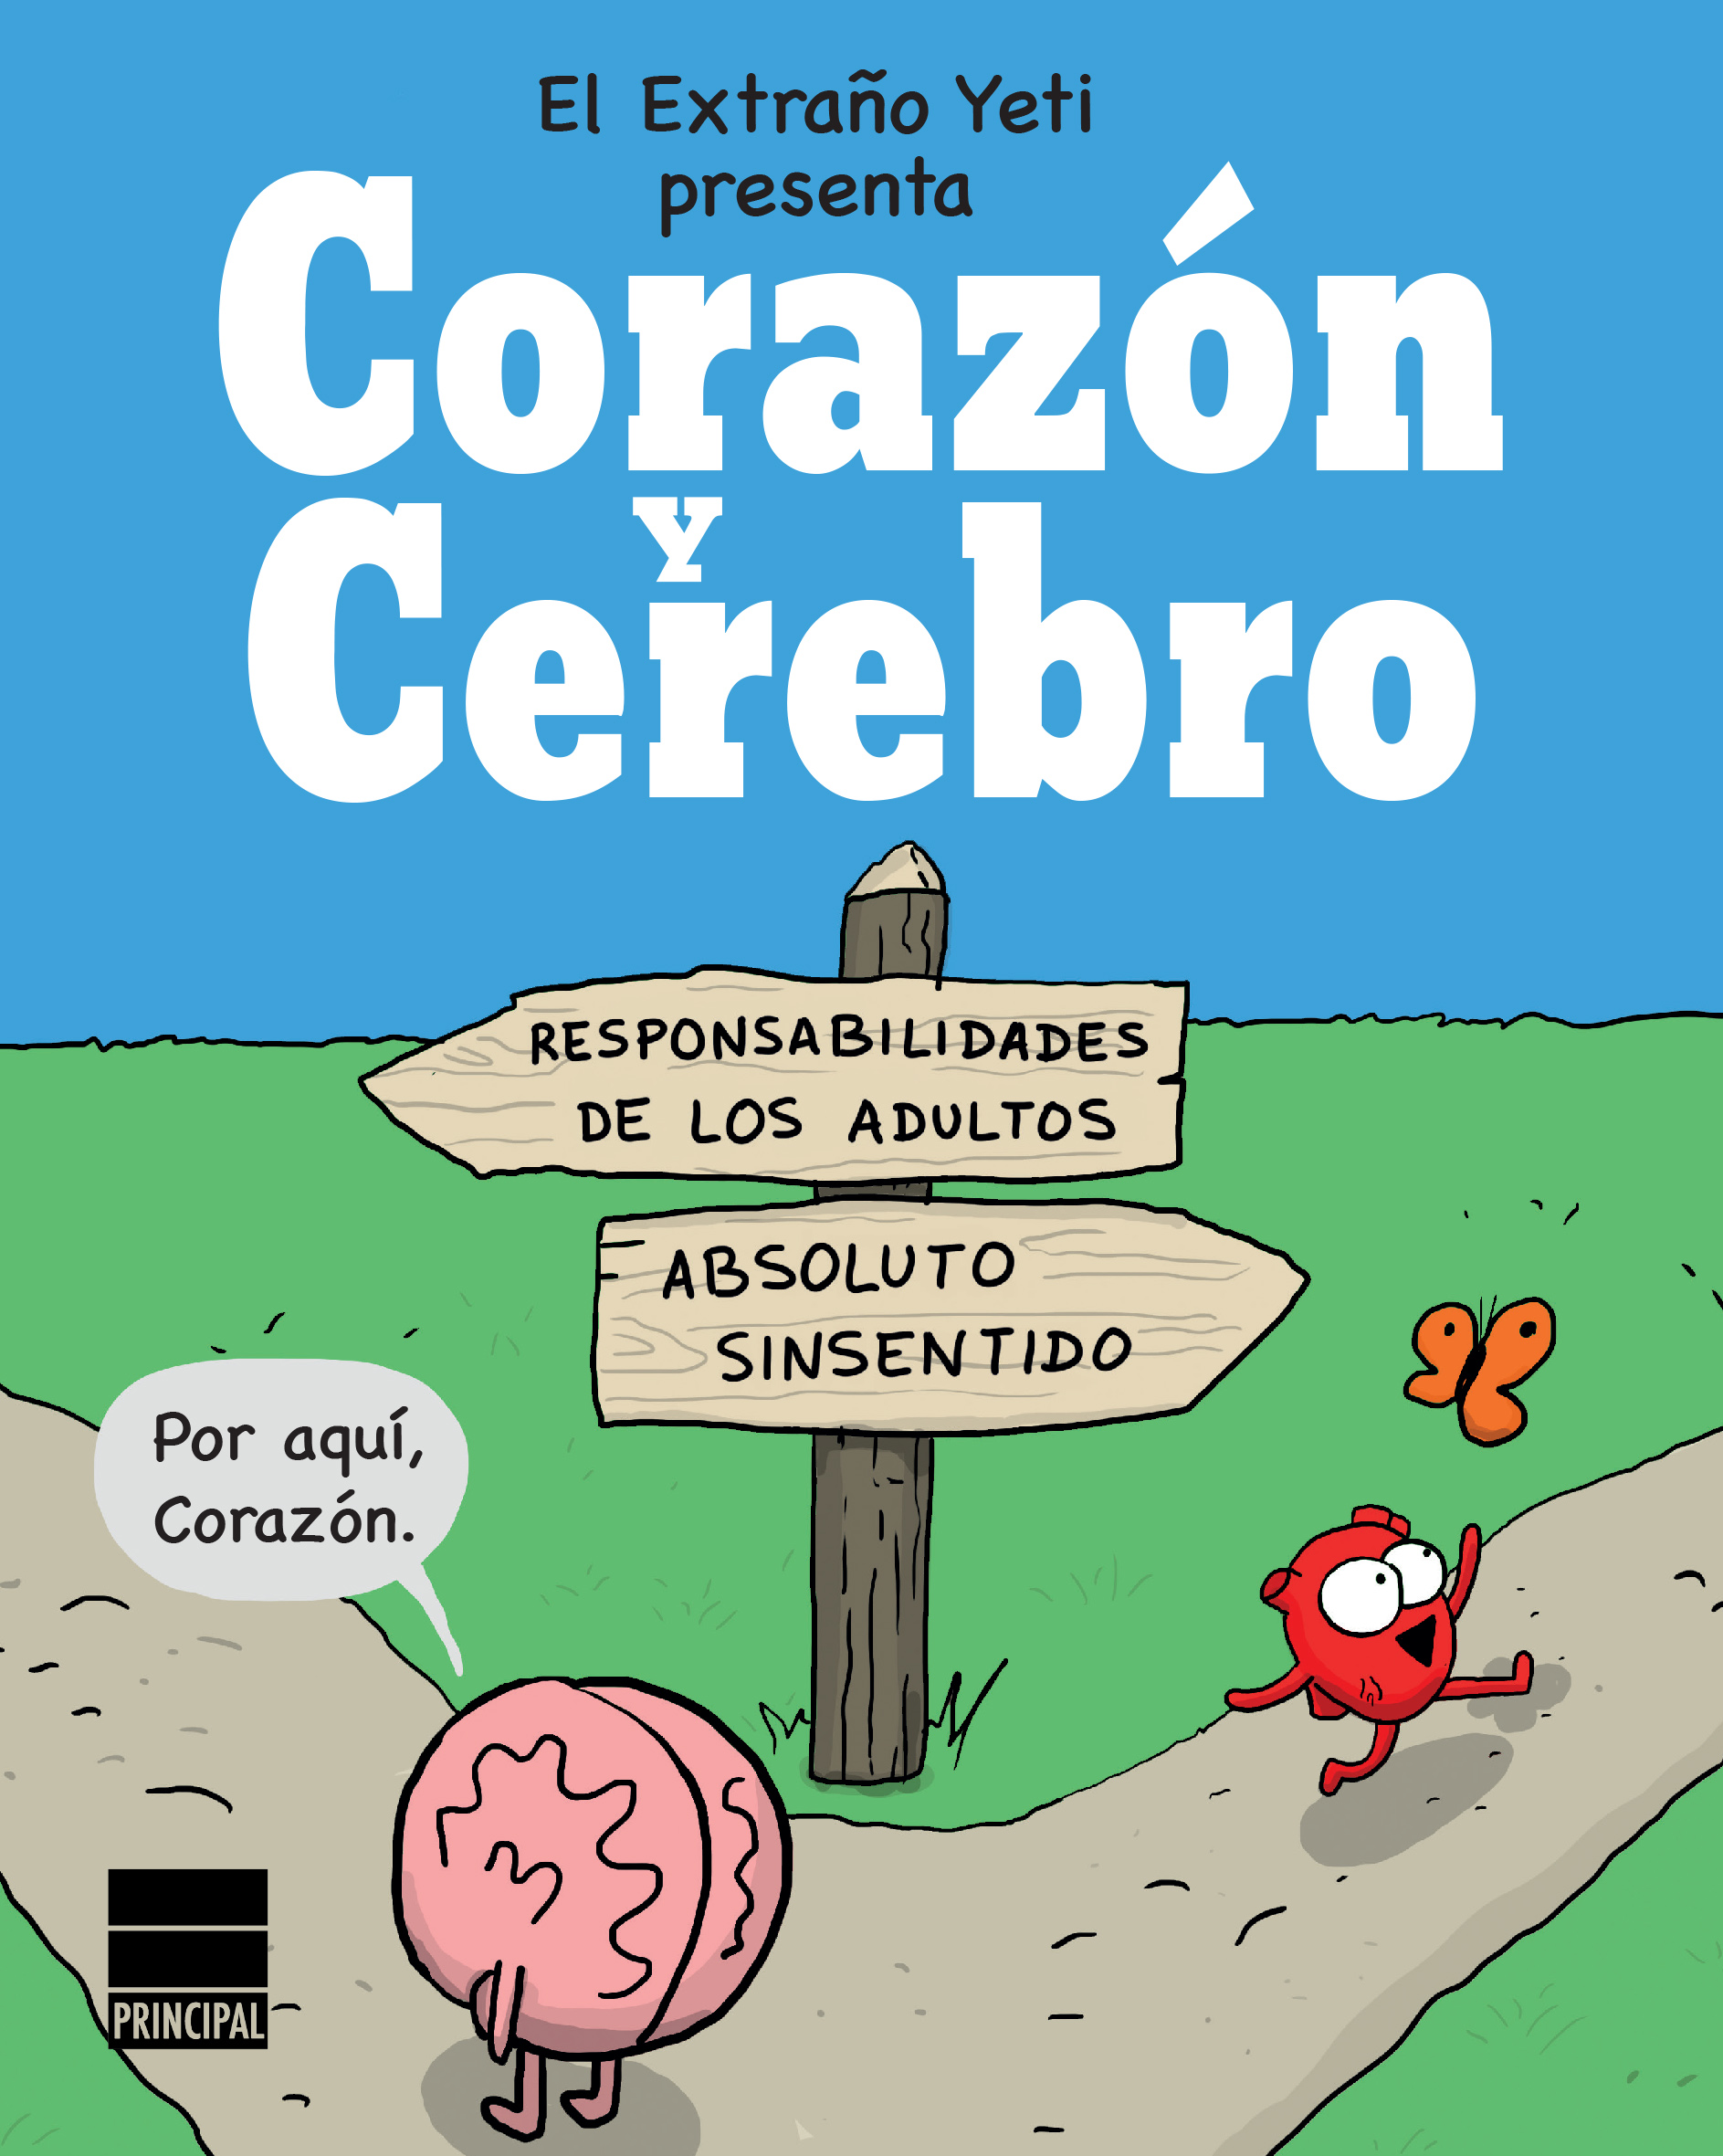 El Extraño Yeti
presenta
Corazón
y
Cerebro
RESPONSABILIDADES
DE LOS ADULTOS
ABSOLUTO
SINSENTIDO
Por aquí,
Corazón.
PRINCIPAL